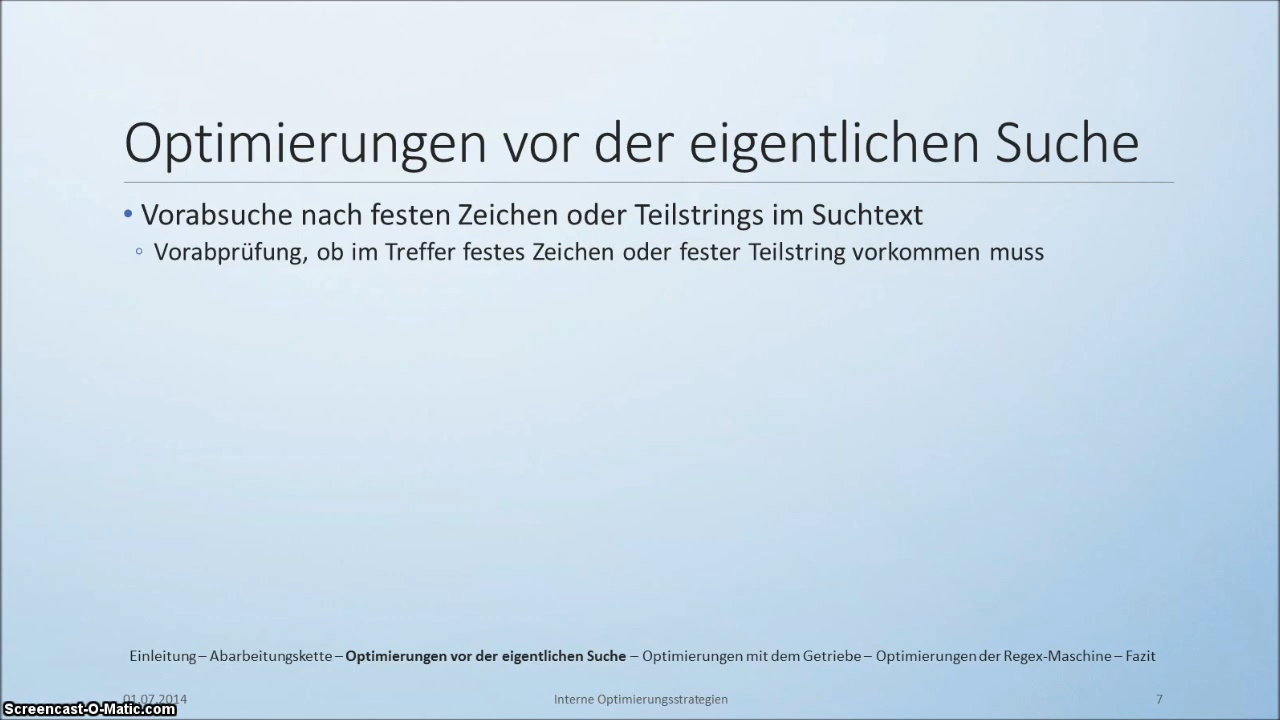 Optimierungen vor der eigentlichen Suche
• Vorabsuche nach festen Zeichen oder Teilstrings im Suchtext
◦ Vorabprüfung, ob im Treffer festes Zeichen oder fester Teilstring vorkommen muss
Einleitung – Abarbeitungskette – Optimierungen vor der eigentlichen Suche – Optimierungen mit dem Getriebe – Optimierungen der Regex-Maschine – Fazit
01.07.2014 Interne Optimierungsstrategien 7
Screencast-O-Matic.com